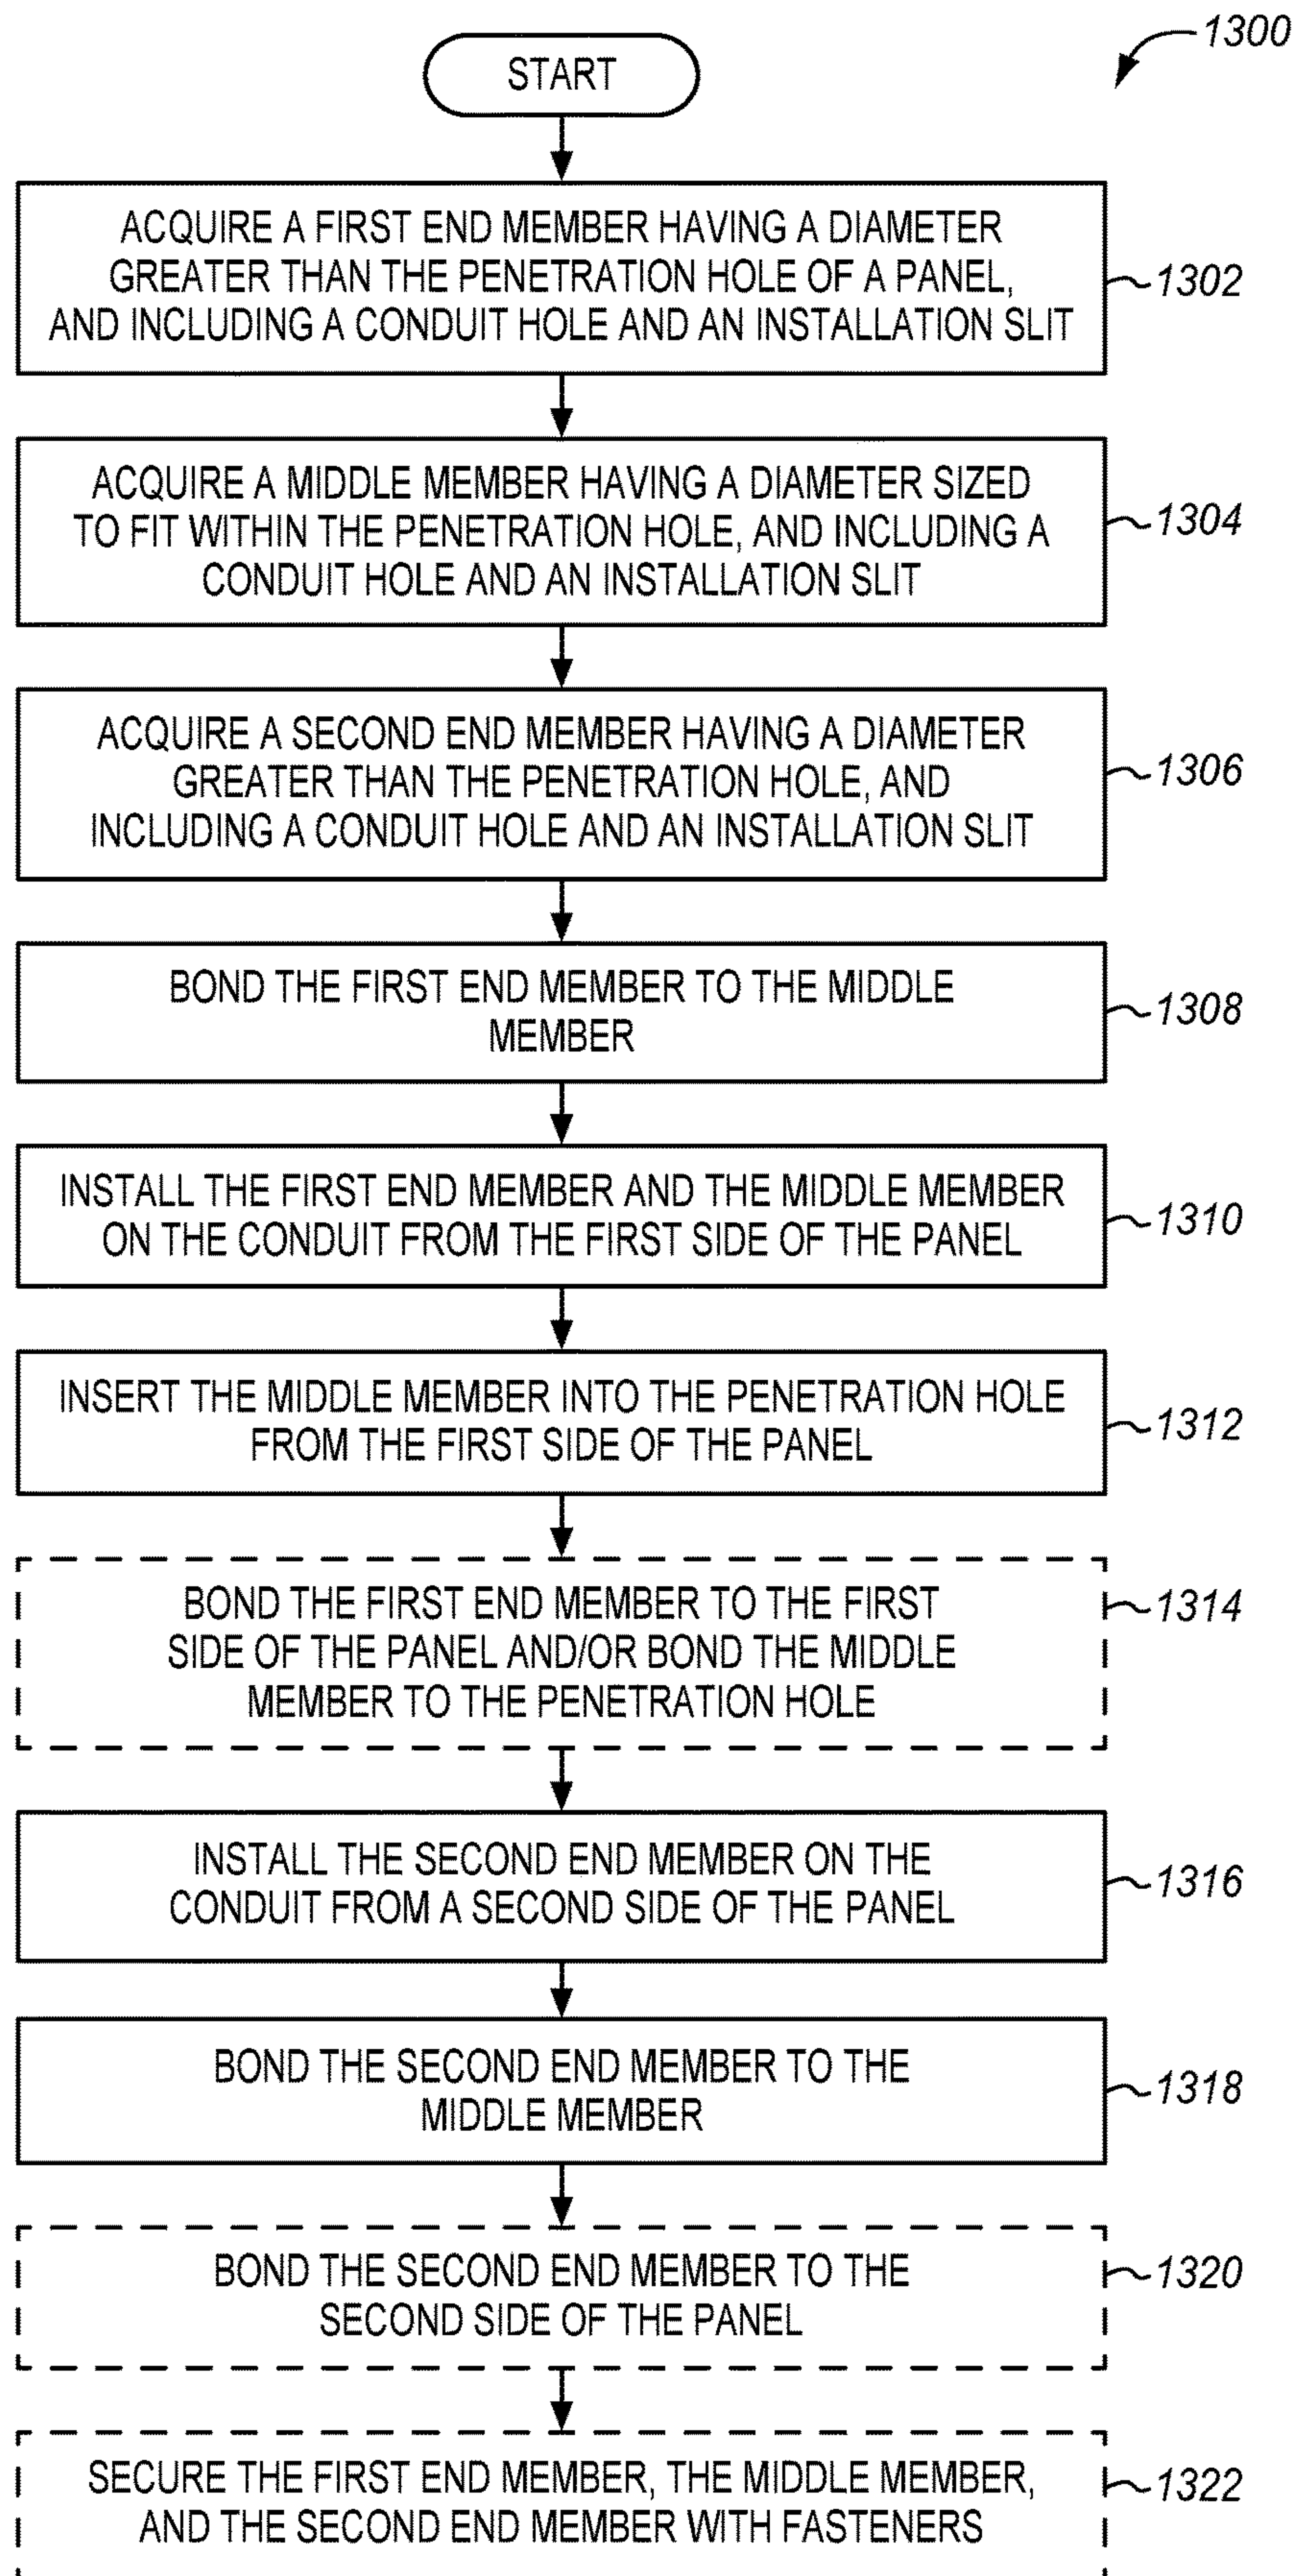 1300
START
ACQUIRE A FIRST END MEMBER HAVING A DIAMETER
GREATER THAN THE PENETRATION HOLE OF A PANEL,
AND INCLUDING A CONDUIT HOLE AND AN INSTALLATION SLIT
1302
ACQUIRE A MIDDLE MEMBER HAVING A DIAMETER SIZED
TO FIT WITHIN THE PENETRATION HOLE, AND INCLUDING A
CONDUIT HOLE AND AN INSTALLATION SLIT
1304
ACQUIRE A SECOND END MEMBER HAVING A DIAMETER
GREATER THAN THE PENETRATION HOLE, AND
INCLUDING A CONDUIT HOLE AND AN INSTALLATION SLIT
1306
BOND THE FIRST END MEMBER TO THE MIDDLE
MEMBER
1308
INSTALL THE FIRST END MEMBER AND THE MIDDLE MEMBER
ON THE CONDUIT FROM THE FIRST SIDE OF THE PANEL
1310
INSERT THE MIDDLE MEMBER INTO THE PENETRATION HOLE
FROM THE FIRST SIDE OF THE PANEL
1312
BOND THE FIRST END MEMBER TO THE FIRST
SIDE OF THE PANEL AND/OR BOND THE MIDDLE
MEMBER TO THE PENETRATION HOLE
1314
INSTALL THE SECOND END MEMBER ON THE
CONDUIT FROM A SECOND SIDE OF THE PANEL
1316
BOND THE SECOND END MEMBER TO THE
MIDDLE MEMBER
1318
BOND THE SECOND END MEMBER TO THE
SECOND SIDE OF THE PANEL
1320
SECURE THE FIRST END MEMBER, THE MIDDLE MEMBER,
AND THE SECOND END MEMBER WITH FASTENERS
1322